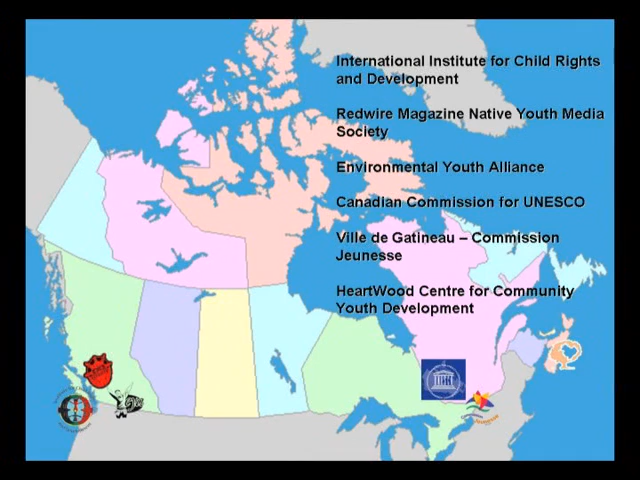 International Institute for Child Rights
and Development
Redwire Magazine Native Youth Media
Society
Environmental Youth Alliance
Canadian Commission for UNESCO
Ville de Gatineau – Commission
Jeunesse
HeartWood Centre for Community
Youth Development